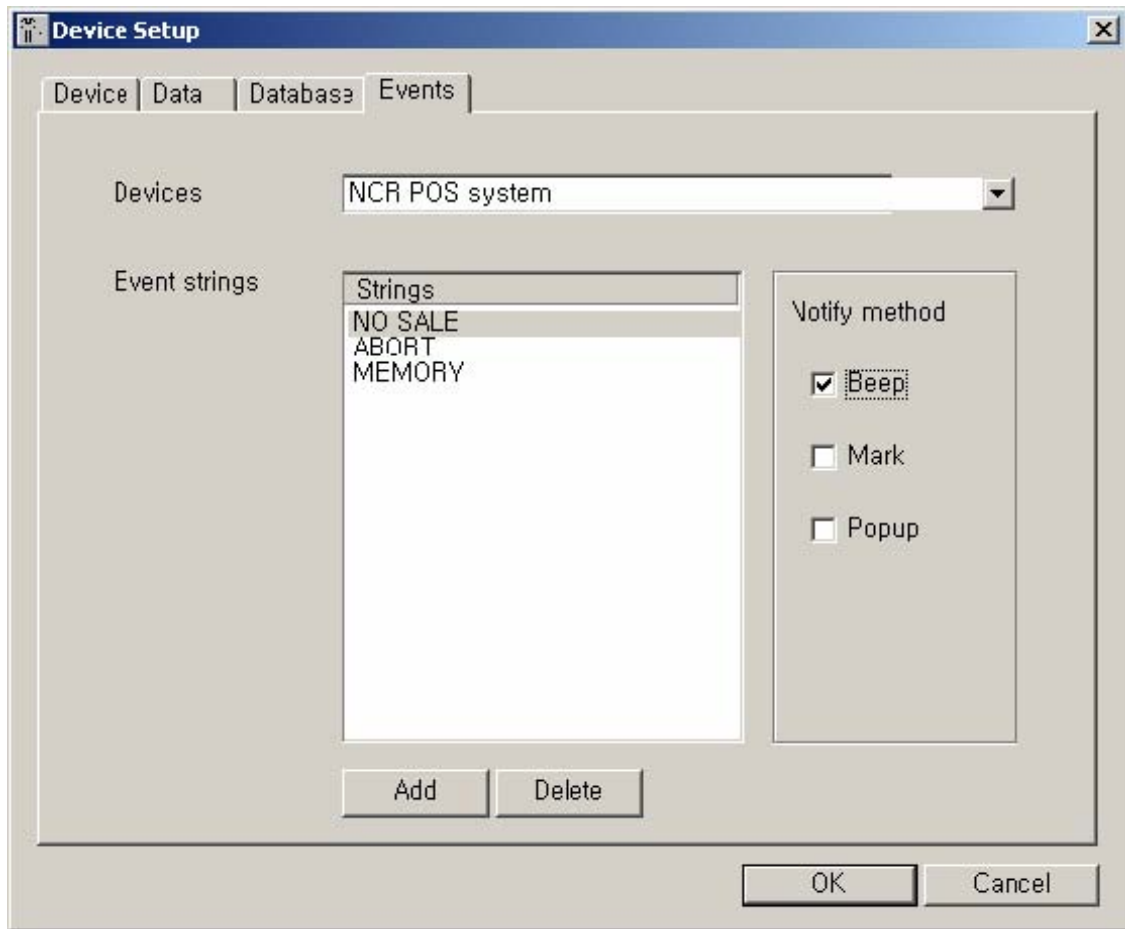 Device Setup
Device Data Database Events
Devices NCR POS system
Event strings
Strings
NO SALE
ABORT
MEMORY
Notify method
Beep
Mark
Popup
Add Delete
OK Cancel